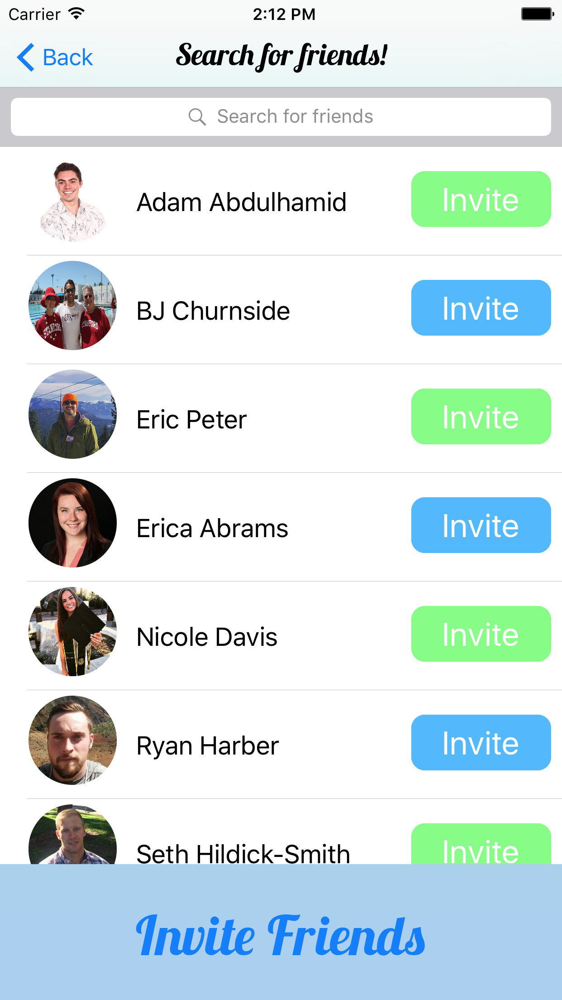 Carrier 2:12 PM
Back Search for friends!
Search for friends
Adam Abdulhamid Invite
BJ Churnside Invite
STANFORD
Eric Peter Invite
Erica Abrams Invite
Nicole Davis Invite
Ryan Harber Invite
Seth Hildick-Smith Invite
Invite Friends